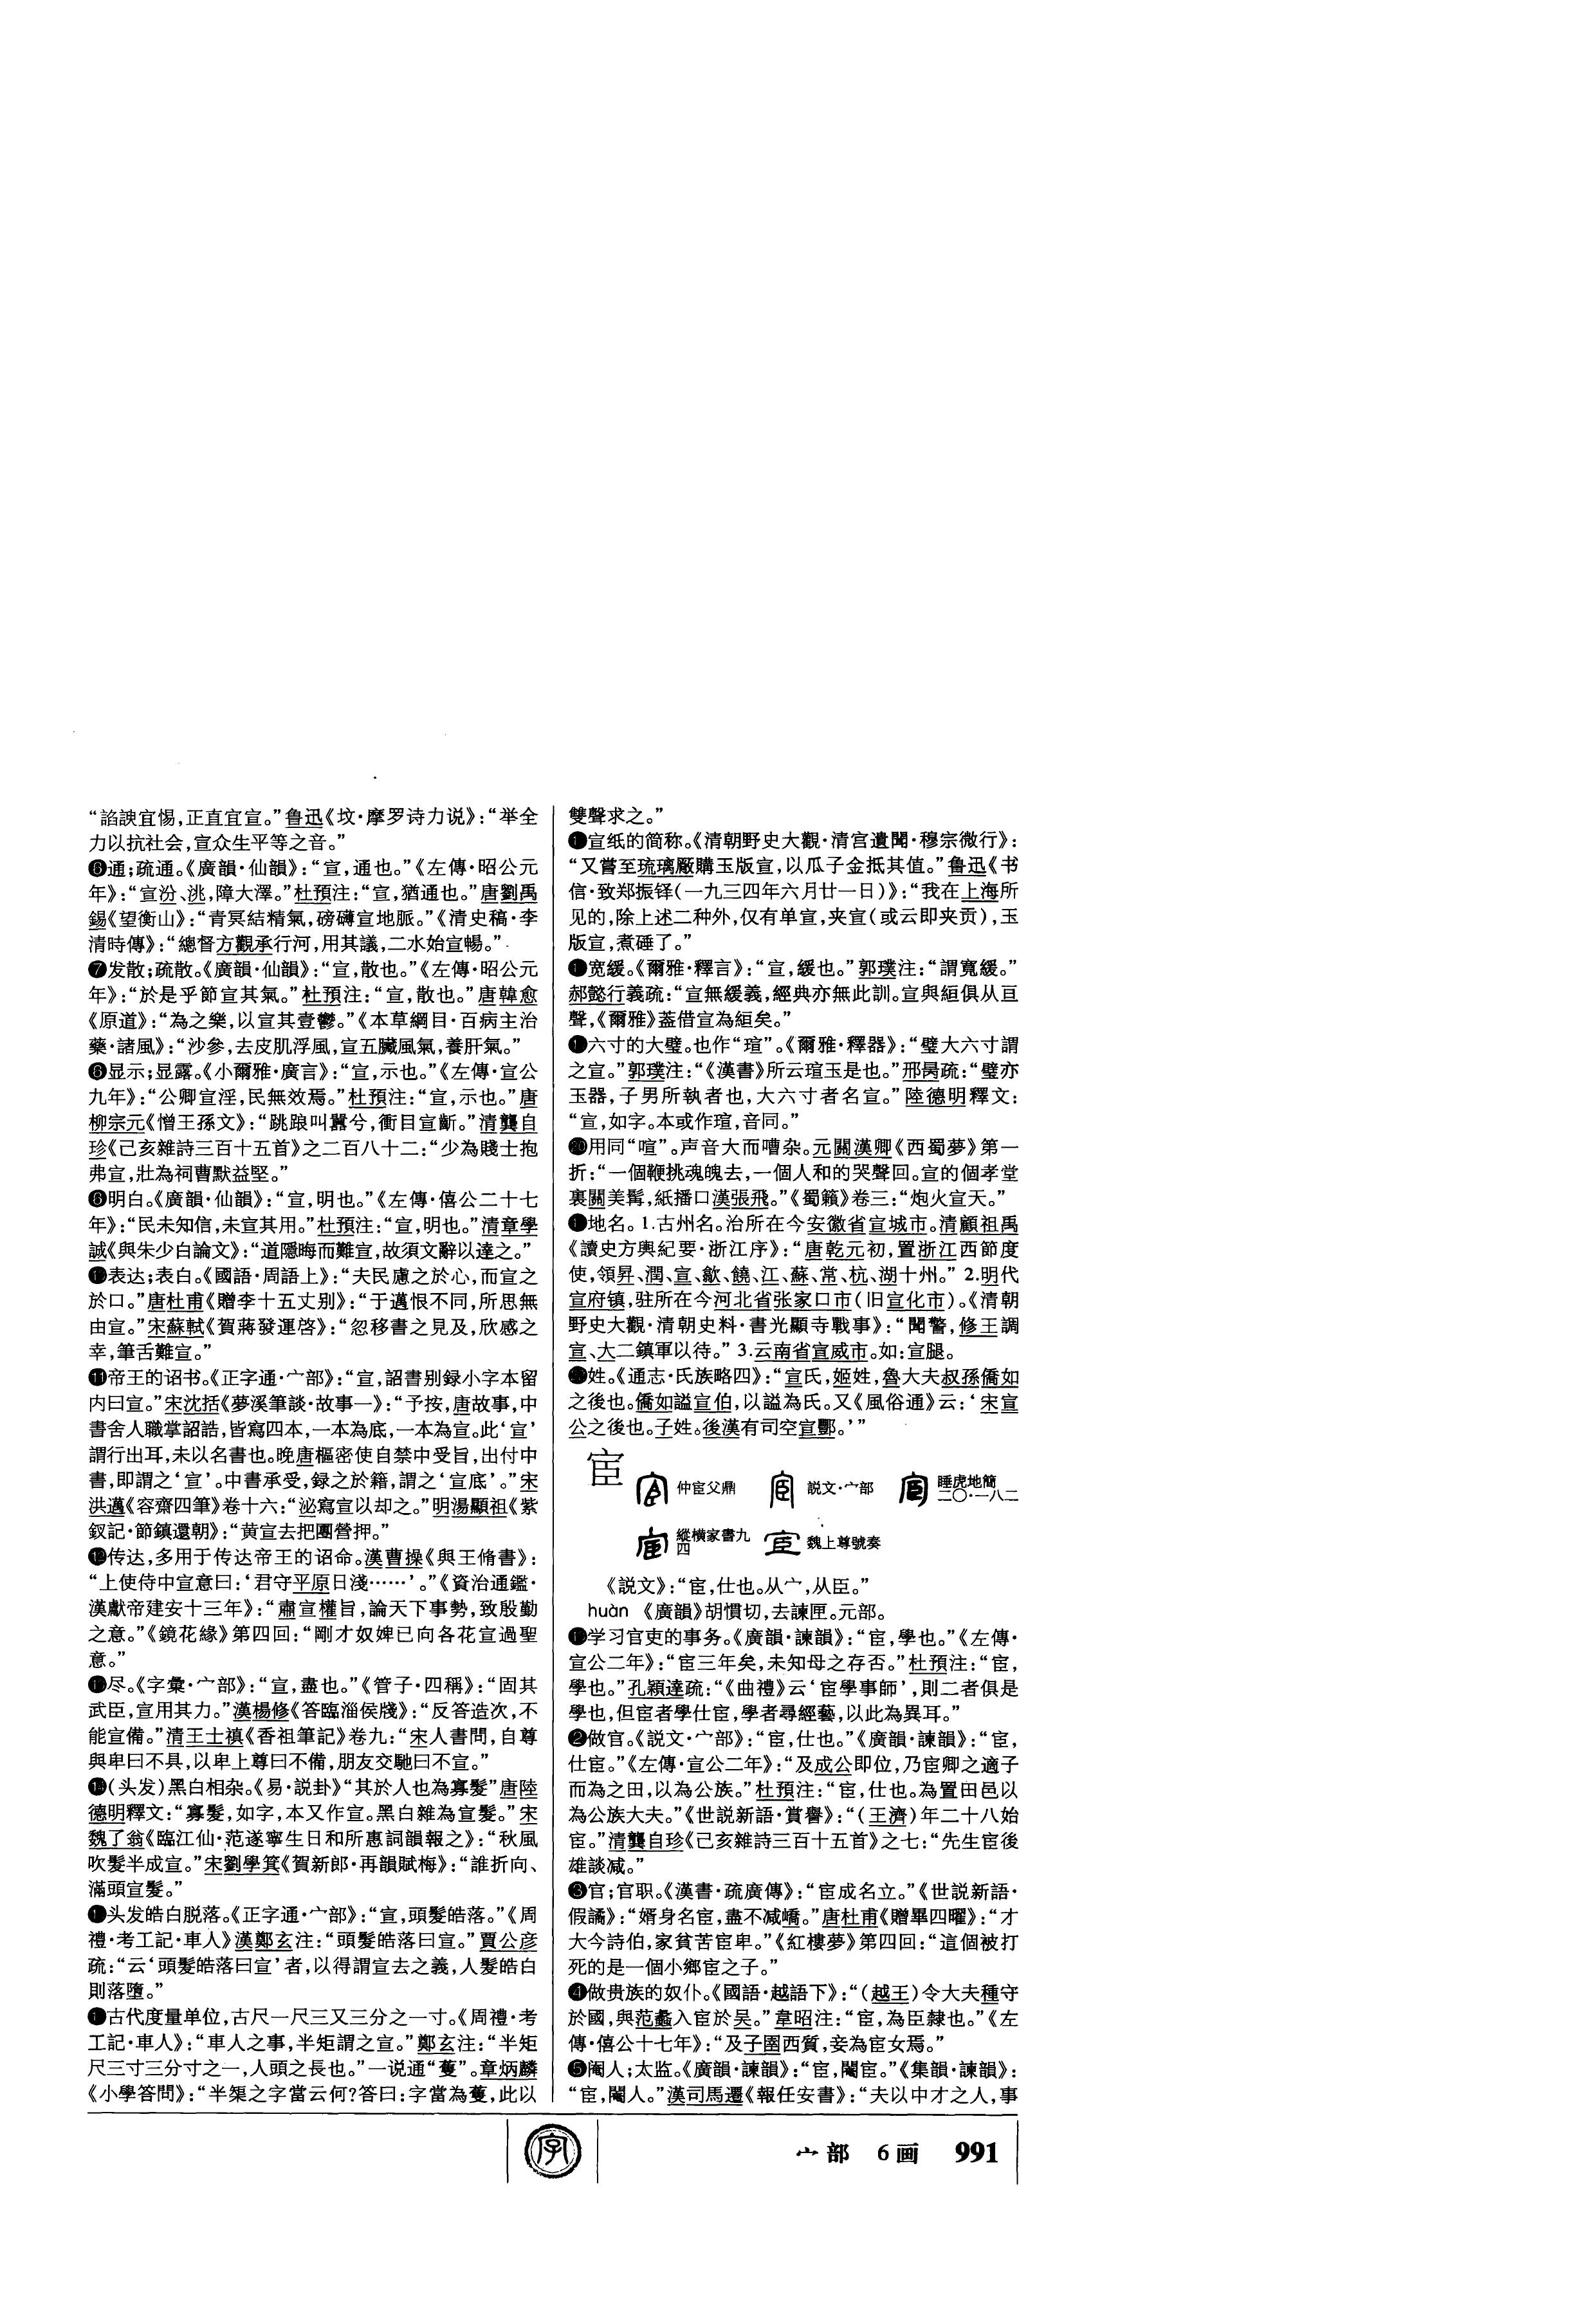 “諂諛宜惕，正直宜宣。”鲁迅《坟·摩罗诗力说》：“举全
力以抗社会，宣众生平等之音。”
❻通；疏通。《廣韻·仙韻》：“宣，通也。”《左傳·昭公元
年》：“宣汾、洮，障大澤。”杜預注：“宣，猶通也。”唐劉禹
錫《望衡山》：“青冥結精氣，磅礴宣地脈。”《清史稿·李
清時傳》：“總督方觀承行河，用其議，二水始宣暢。”
❼发散；疏散。《廣韻·仙韻》：“宣，散也。”《左傳·昭公元
年》：“於是乎節宣其氣。”杜預注：“宣，散也。”唐韓愈
《原道》：“為之樂，以宣其壹鬱。”《本草綱目·百病主治
藥·諸風》：“沙參，去皮肌浮風，宣五臟風氣，養肝氣。”
❽显示；显露。《小爾雅·廣言》：“宣，示也。”《左傳·宣公
九年》：“公卿宣淫，民無效焉。”杜預注：“宣，示也。”唐
柳宗元《憎王孫文》：“跳踉叫囂兮，衝目宣齗。”清龔自
珍《己亥雜詩三百十五首》之二百八十二：“少為賤士抱
弗宣，壯為祠曹默益堅。”
❾明白。《廣韻·仙韻》：“宣，明也。”《左傳·僖公二十七
年》：“民未知信，未宣其用。”杜預注：“宣，明也。”清章學
誠《與朱少白論文》：“道隱晦而難宣，故須文辭以達之。”
❿表达；表白。《國語·周語上》：“夫民慮之於心，而宣之
於口。”唐杜甫《贈李十五丈别》：“于邁恨不同，所思無
由宣。”宋蘇軾《賀蔣發運啓》：“忽移書之見及，欣感之
幸，筆舌難宣。”
⓫帝王的诏书。《正字通·宀部》：“宣，詔書别録小字本留
内曰宣。”宋沈括《夢溪筆談·故事一》：“予按，唐故事，中
書舍人職掌詔誥，皆寫四本，一本為底，一本為宣。此‘宣’
謂行出耳，未以名書也。晚唐樞密使自禁中受旨，出付中
書，即謂之‘宣’。中書承受，録之於籍，謂之‘宣底’。”宋
洪邁《容齋四筆》卷十六：“泌寫宣以却之。”明湯顯祖《紫
釵記·節鎮還朝》：“黄宣去把團營押。”
⓬传达，多用于传达帝王的诏命。漢曹操《與王脩書》：
“上使侍中宣意曰：‘君守平原日淺……’。”《資治通鑑·
漢獻帝建安十三年》：“肅宣權旨，論天下事勢，致殷勤
之意。”《鏡花緣》第四回：“剛才奴婢已向各花宣過聖
意。”
⓭尽。《字彙·宀部》：“宣，盡也。”《管子·四稱》：“固其
武臣，宣用其力。”漢楊修《答臨淄侯牋》：“反答造次，不
能宣備。”清王士禛《香祖筆記》卷九：“宋人書問，自尊
與卑曰不具，以卑上尊曰不備，朋友交馳曰不宣。”
⓮（头发）黑白相杂。《易·説卦》“其於人也為寡髮”唐陸
德明釋文：“寡髮，如字，本又作宣。黑白雜為宣髮。”宋
魏了翁《臨江仙·范遂寧生日和所惠詞韻報之》：“秋風
吹髮半成宣。”宋劉學箕《賀新郎·再韻賦梅》：“誰折向、
滿頭宣髮。”
⓯头发皓白脱落。《正字通·宀部》：“宣，頭髮皓落。”《周
禮·考工記·車人》漢鄭玄注：“頭髮皓落曰宣。”賈公彦
疏：“云‘頭髮皓落曰宣’者，以得謂宣去之義，人髮皓白
則落墮。”
⓰古代度量单位，古尺一尺三又三分之一寸。《周禮·考
工記·車人》：“車人之事，半矩謂之宣。”鄭玄注：“半矩
尺三寸三分寸之一，人頭之長也。”一说通“蔓”。章炳麟
《小學答問》：“半榘之字當云何？答曰：字當為蔓，此以
雙聲求之。”
⓱宣纸的简称。《清朝野史大觀·清宫遺聞·穆宗微行》：
“又嘗至琉璃厰購玉版宣，以瓜子金抵其值。”鲁迅《书
信·致郑振铎（一九三四年六月廿一日）》：“我在上海所
见的，除上述二种外，仅有单宣，夹宣（或云即夹贡），玉
版宣，煮硾了。”
⓲宽缓。《爾雅·釋言》：“宣，緩也。”郭璞注：“謂寬緩。”
郝懿行義疏：“宣無緩義，經典亦無此訓。宣與絙俱从亘
聲，《爾雅》葢借宣為絙矣。”
⓳六寸的大璧。也作“瑄”。《爾雅·釋器》：“璧大六寸謂
之宣。”郭璞注：“《漢書》所云瑄玉是也。”邢昺疏：“璧亦
玉器，子男所執者也，大六寸者名宣。”陸德明釋文：
“宣，如字。本或作瑄，音同。”
⓴用同“喧”。声音大而嘈杂。元關漢卿《西蜀夢》第一
折：“一個鞭挑魂魄去，一個人和的哭聲回。宣的個孝堂
裏關美髯，紙播口漢張飛。”《蜀籟》卷三：“炮火宣天。”
㉑地名。1.古州名。治所在今安徽省宣城市。清顧祖禹
《讀史方輿紀要·浙江序》：“唐乾元初，置浙江西節度
使，領昇、潤、宣、歙、饒、江、蘇、常、杭、湖十州。” 2.明代
宣府镇，驻所在今河北省张家口市（旧宣化市）。《清朝
野史大觀·清朝史料·書光顯寺戰事》：“聞警，修王調
宣、大二鎮軍以待。” 3.云南省宣威市。如：宣腿。
㉒姓。《通志·氏族略四》：“宣氏，姬姓，魯大夫叔孫僑如
之後也。僑如謚宣伯，以謚為氏。又《風俗通》云：‘宋宣
公之後也。子姓。後漢有司空宣酆。’”
宦
仲宦父鼎 説文·宀部 睡虎地簡二〇·一八二
縱横家書九四 魏上尊號奏
《説文》：“宦，仕也。从宀，从臣。”
huàn 《廣韻》胡慣切，去諫匣。元部。
❶学习官吏的事务。《廣韻·諫韻》：“宦，學也。”《左傳·
宣公二年》：“宦三年矣，未知母之存否。”杜預注：“宦，
學也。”孔穎達疏：“《曲禮》云‘宦學事師’，則二者俱是
學也，但宦者學仕宦，學者尋經藝，以此為異耳。”
❷做官。《説文·宀部》：“宦，仕也。”《廣韻·諫韻》：“宦，
仕宦。”《左傳·宣公二年》：“及成公即位，乃宦卿之適子
而為之田，以為公族。”杜預注：“宦，仕也。為置田邑以
為公族大夫。”《世説新語·賞譽》：“（王濟）年二十八始
宦。”清龔自珍《己亥雜詩三百十五首》之七：“先生宦後
雄談减。”
❸官；官职。《漢書·疏廣傳》：“宦成名立。”《世説新語·
假譎》：“婿身名宦，盡不减嶠。”唐杜甫《贈畢四曜》：“才
大今詩伯，家貧苦宦卑。”《紅樓夢》第四回：“這個被打
死的是一個小鄉宦之子。”
❹做贵族的奴仆。《國語·越語下》：“（越王）令大夫種守
於國，與范蠡入宦於吴。”韋昭注：“宦，為臣隸也。”《左
傳·僖公十七年》：“及子圉西質，妾為宦女焉。”
❺阉人；太监。《廣韻·諫韻》：“宦，閹宦。”《集韻·諫韻》：
“宦，閹人。”漢司馬遷《報任安書》：“夫以中才之人，事
字
宀部 6画 991